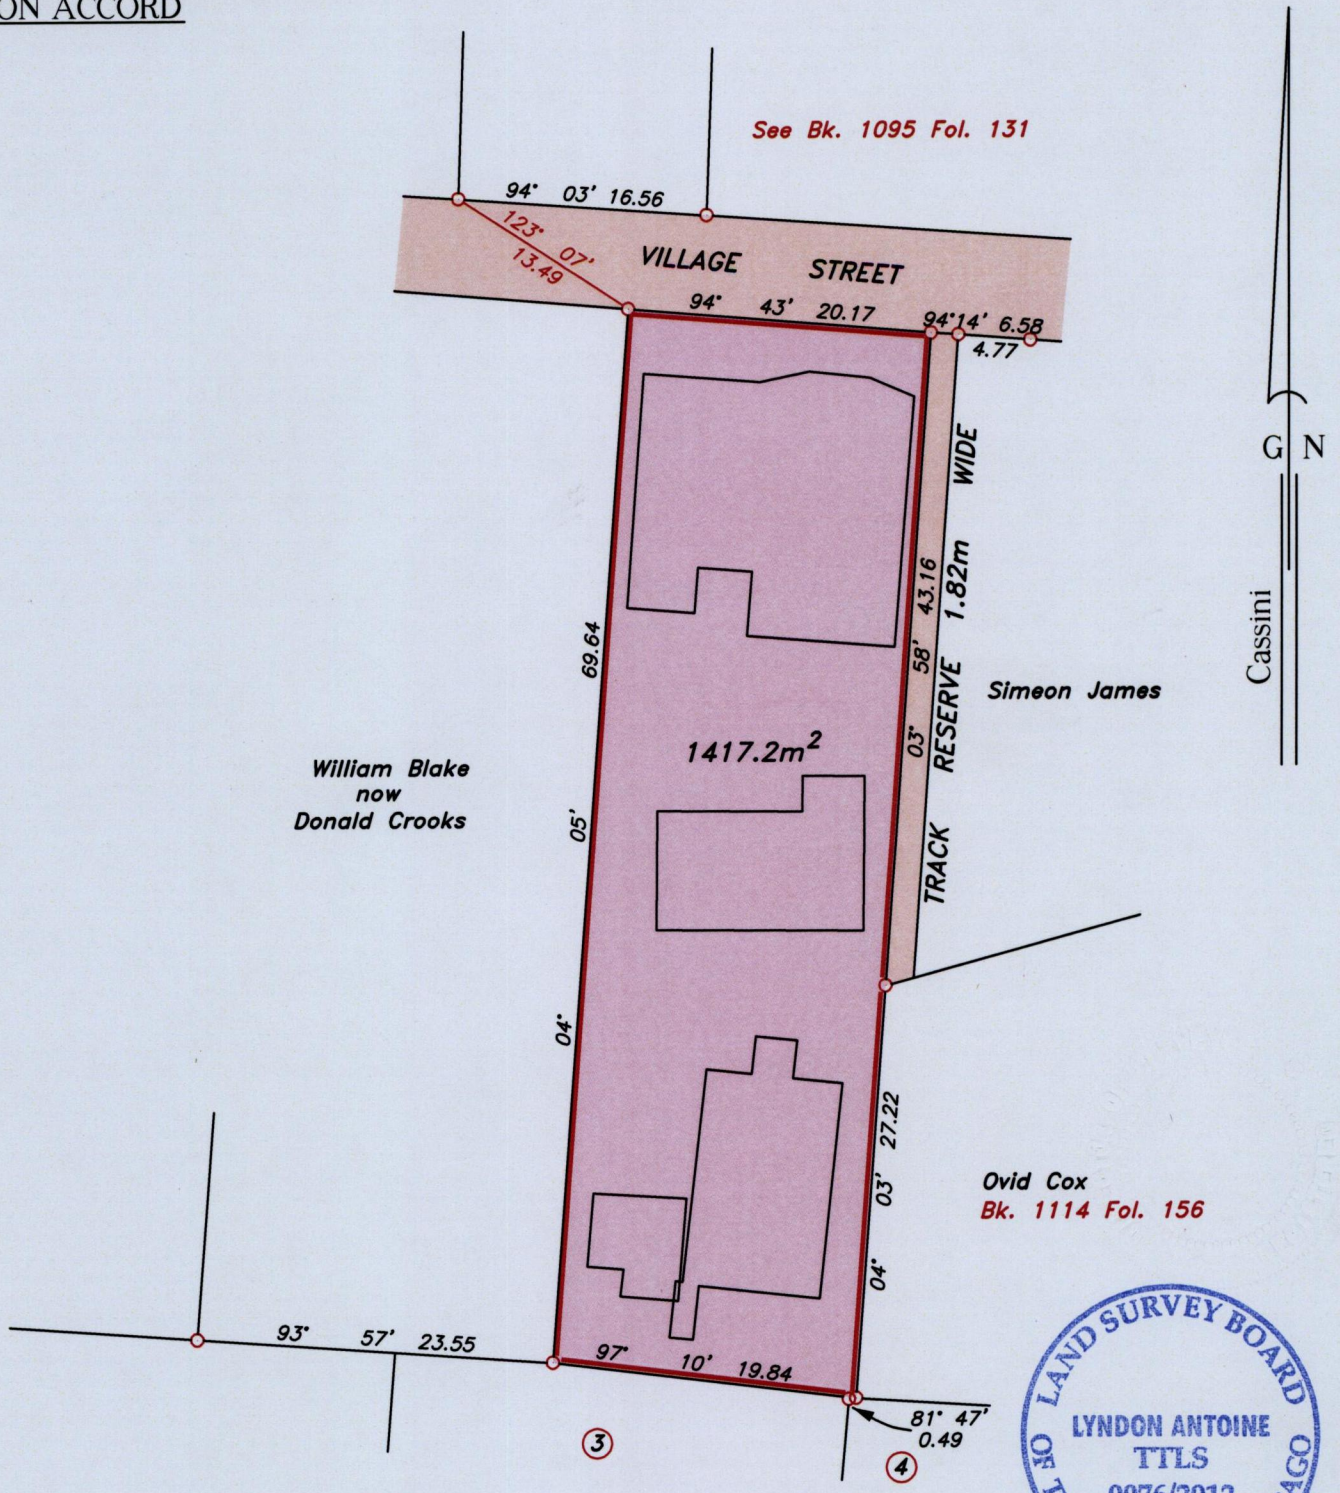 ON ACCORD
See Bk. 1095 Fol. 131
94° 03' 16.56
123° 07'
13.49
VILLAGE STREET
94° 43' 20.17
94°14' 6.58
4.77
TRACK RESERVE 1.82m WIDE
03° 58' 43.16
04° 05' 69.64
G N
Cassini
Simeon James
1417.2m²
William Blake
now
Donald Crooks
04° 03' 27.22
Ovid Cox
Bk. 1114 Fol. 156
93° 57' 23.55
97° 10' 19.84
81° 47'
0.49
3
4
LAND SURVEY BOARD
LYNDON ANTOINE
TTLS
OF T
AGO